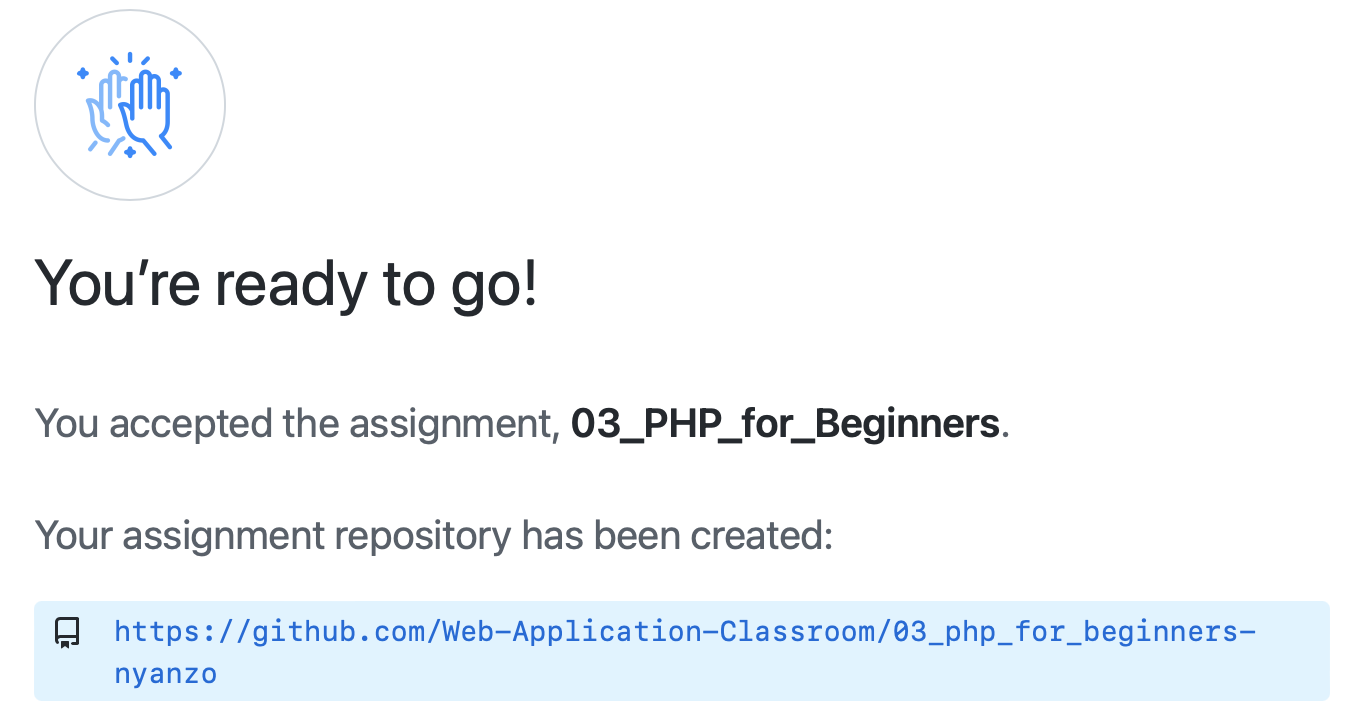 You’re ready to go!
You accepted the assignment, 03_PHP_for_Beginners.
Your assignment repository has been created:
https://github.com/Web-Application-Classroom/03_php_for_beginners-
nyanzo